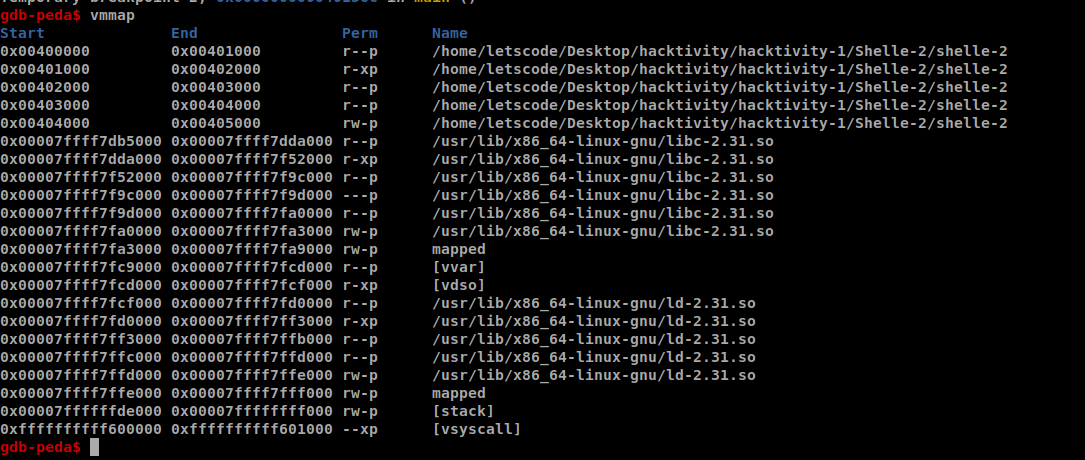 gdb-peda$ vmmap
Start End Perm Name
0x00400000 0x00401000 r--p /home/letscode/Desktop/hacktivity/hacktivity-1/Shelle-2/shelle-2
0x00401000 0x00402000 r-xp /home/letscode/Desktop/hacktivity/hacktivity-1/Shelle-2/shelle-2
0x00402000 0x00403000 r--p /home/letscode/Desktop/hacktivity/hacktivity-1/Shelle-2/shelle-2
0x00403000 0x00404000 r--p /home/letscode/Desktop/hacktivity/hacktivity-1/Shelle-2/shelle-2
0x00404000 0x00405000 rw-p /home/letscode/Desktop/hacktivity/hacktivity-1/Shelle-2/shelle-2
0x00007ffff7db5000 0x00007ffff7dda000 r--p /usr/lib/x86_64-linux-gnu/libc-2.31.so
0x00007ffff7dda000 0x00007ffff7f52000 r-xp /usr/lib/x86_64-linux-gnu/libc-2.31.so
0x00007ffff7f52000 0x00007ffff7f9c000 r--p /usr/lib/x86_64-linux-gnu/libc-2.31.so
0x00007ffff7f9c000 0x00007ffff7f9d000 ---p /usr/lib/x86_64-linux-gnu/libc-2.31.so
0x00007ffff7f9d000 0x00007ffff7fa0000 r--p /usr/lib/x86_64-linux-gnu/libc-2.31.so
0x00007ffff7fa0000 0x00007ffff7fa3000 rw-p /usr/lib/x86_64-linux-gnu/libc-2.31.so
0x00007ffff7fa3000 0x00007ffff7fa9000 rw-p mapped
0x00007ffff7fc9000 0x00007ffff7fcd000 r--p [vvar]
0x00007ffff7fcd000 0x00007ffff7fcf000 r-xp [vdso]
0x00007ffff7fcf000 0x00007ffff7fd0000 r--p /usr/lib/x86_64-linux-gnu/ld-2.31.so
0x00007ffff7fd0000 0x00007ffff7ff3000 r-xp /usr/lib/x86_64-linux-gnu/ld-2.31.so
0x00007ffff7ff3000 0x00007ffff7ffb000 r--p /usr/lib/x86_64-linux-gnu/ld-2.31.so
0x00007ffff7ffc000 0x00007ffff7ffd000 r--p /usr/lib/x86_64-linux-gnu/ld-2.31.so
0x00007ffff7ffd000 0x00007ffff7ffe000 rw-p /usr/lib/x86_64-linux-gnu/ld-2.31.so
0x00007ffff7ffe000 0x00007ffff7fff000 rw-p mapped
0x00007ffffffde000 0x00007ffffffff000 rw-p [stack]
0xffffffffff600000 0xffffffffff601000 --xp [vsyscall]
gdb-peda$